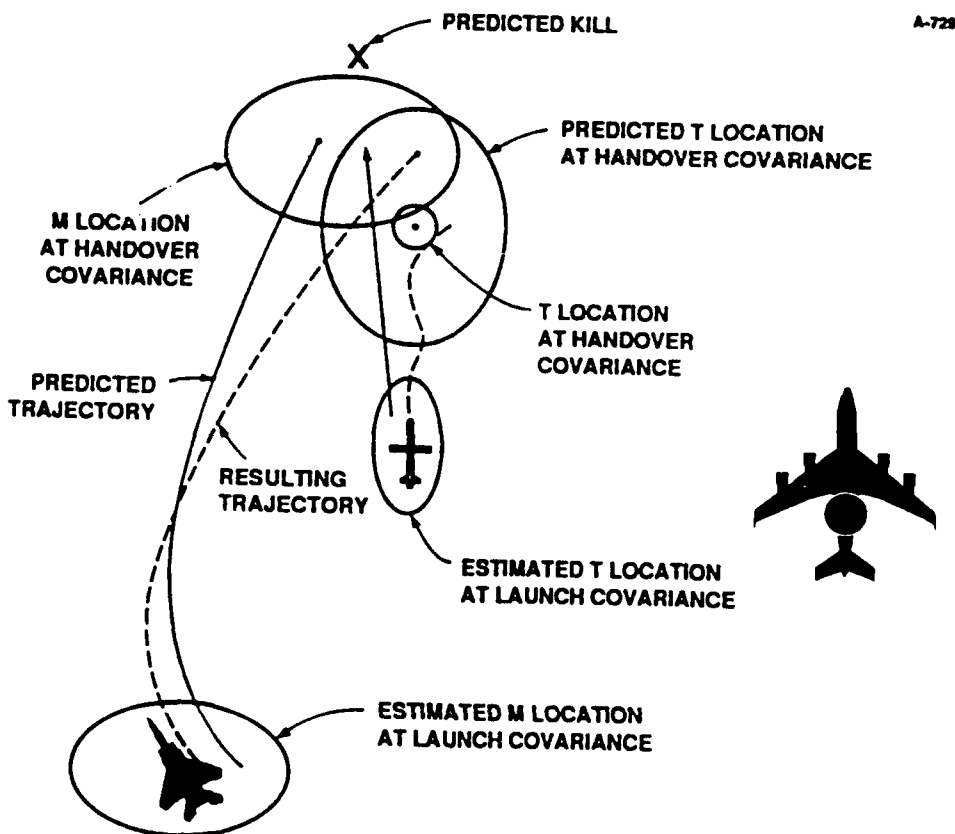 PREDICTED KILL
A-729
PREDICTED T LOCATION
AT HANDOVER COVARIANCE
M LOCATION
AT HANDOVER
COVARIANCE
T LOCATION
AT HANDOVER
COVARIANCE
PREDICTED
TRAJECTORY
RESULTING
TRAJECTORY
ESTIMATED T LOCATION
AT LAUNCH COVARIANCE
ESTIMATED M LOCATION
AT LAUNCH COVARIANCE